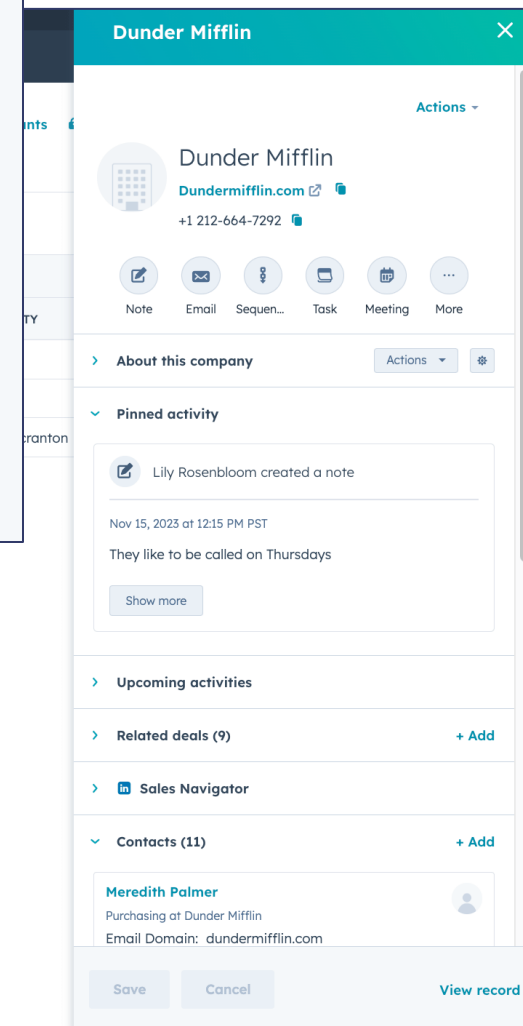 Dunder Mifflin
Actions
Dunder Mifflin
Dundermifflin.com
+1 212-664-7292
Note Email Sequen... Task Meeting More
About this company Actions
Pinned activity
Lily Rosenbloom created a note
Nov 15, 2023 at 12:15 PM PST
They like to be called on Thursdays
Show more
Upcoming activities
Related deals (9) + Add
in Sales Navigator
Contacts (11) + Add
Meredith Palmer
Purchasing at Dunder Mifflin
Email Domain: dundermifflin.com
Save Cancel View record